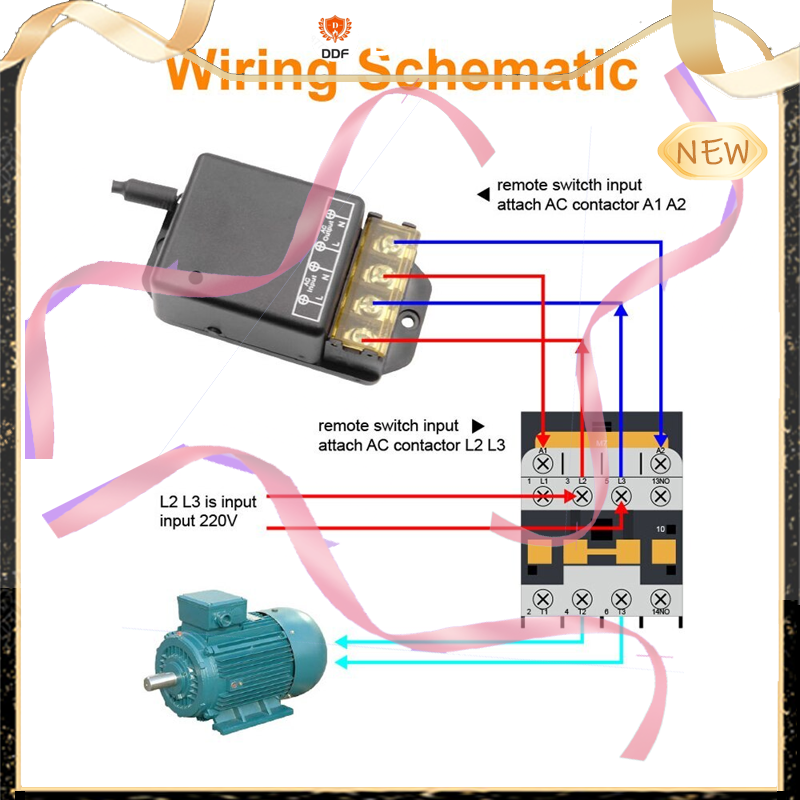 D
DDF
Wiring Schematic
NEW
remote switcth input
attach AC contactor A1 A2
AC Output
L N
AC Input
L N
remote switch input
attach AC contactor L2 L3
A1 A2
1 L1 3 L2 5 L3 13NO
L2 L3 is input
input 220V
10
2 T1 4 T2 6 T3 14NO